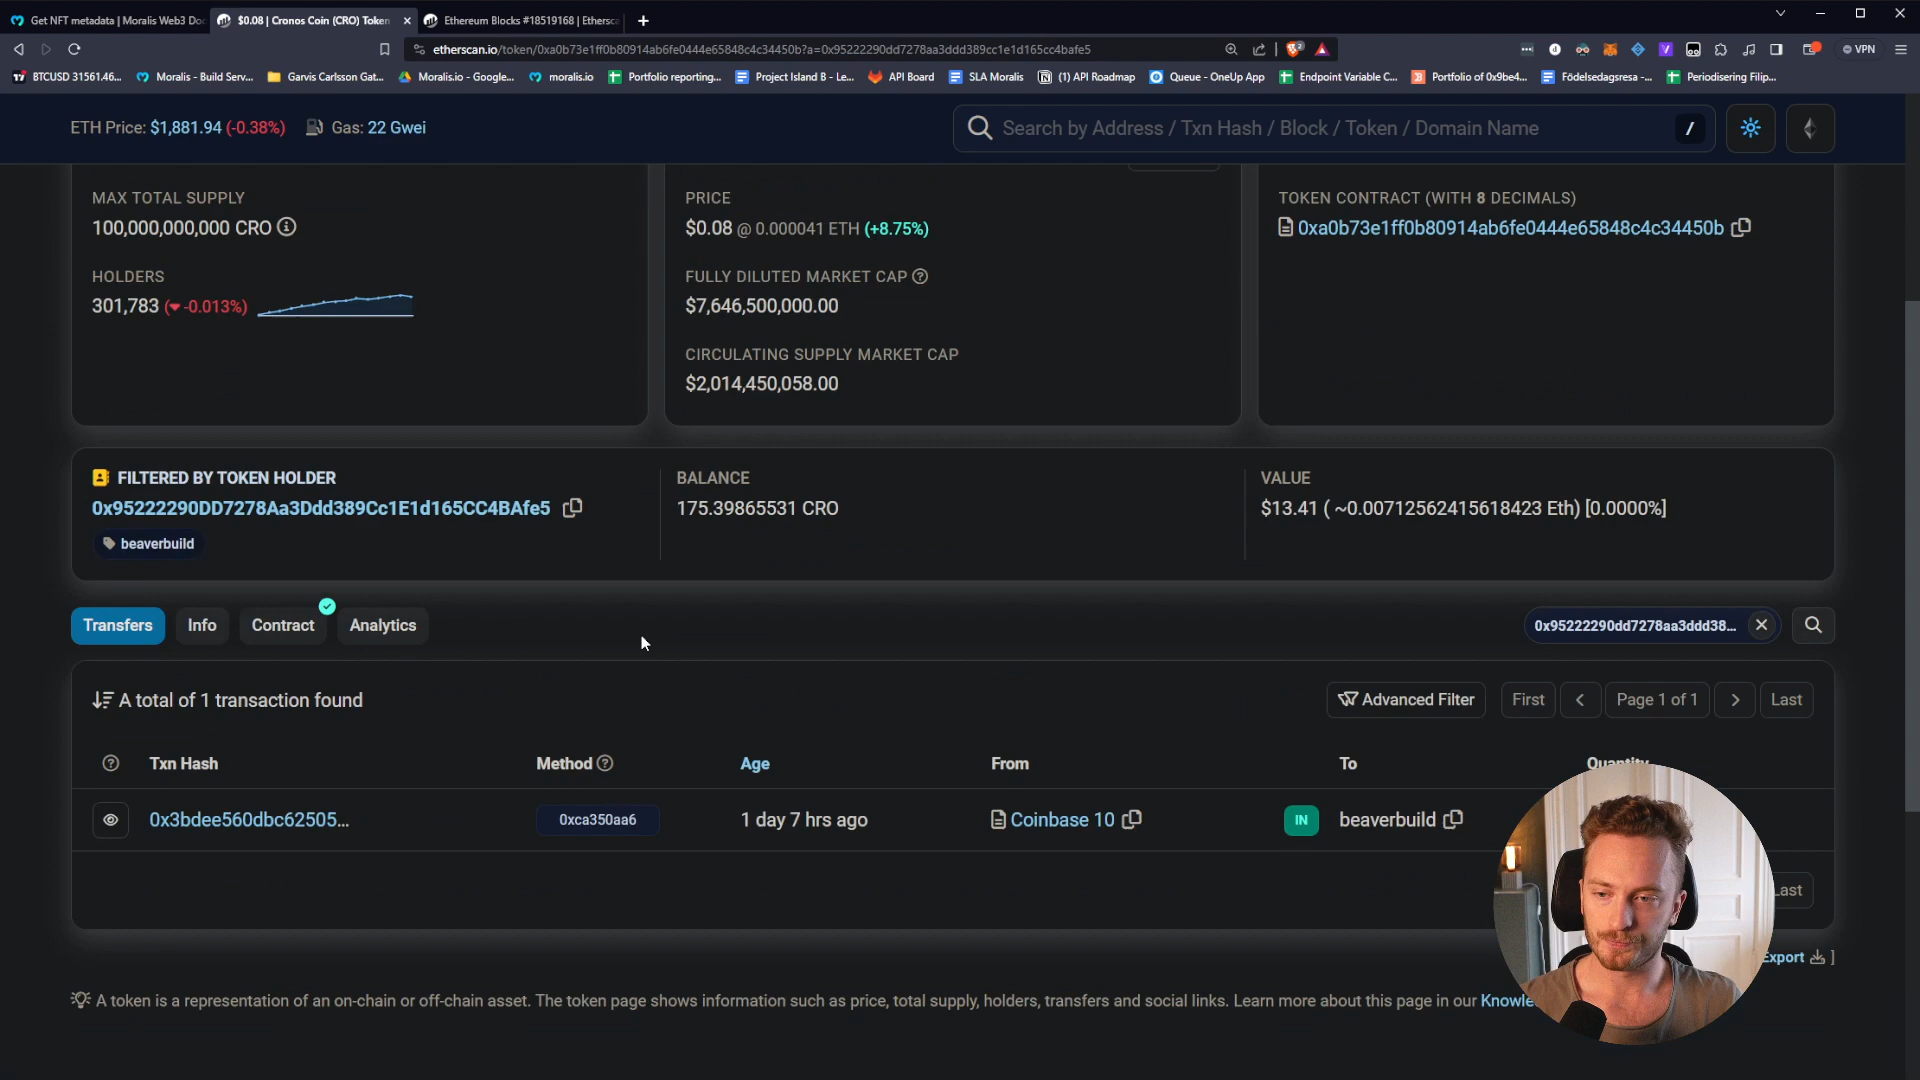 Get NFT metadata | Moralis Web3 Do
$0.08 | Cronos Coin (CRO) Token
Ethereum Blocks #18519168 | Ethersc
etherscan.io/token/0xa0b73e1ff0b80914ab6fe0444e65848c4c34450b?a=0x95222290dd7278aa3ddd389cc1e1d165cc4bafe5
VPN
BTCUSD 31561.46...
Moralis - Build Serv...
Garvis Carlsson Gat...
Moralis.io - Google...
moralis.io
Portfolio reporting...
Project Island B - Le...
API Board
SLA Moralis
(1) API Roadmap
Queue - OneUp App
Endpoint Variable C...
Portfolio of 0x9be4...
Födelsedagsresa -...
Periodisering Filip...
ETH Price: $1,881.94 (-0.38%)
Gas: 22 Gwei
Search by Address / Txn Hash / Block / Token / Domain Name
/
MAX TOTAL SUPPLY
100,000,000,000 CRO
HOLDERS
301,783 (-0.013%)
PRICE
$0.08 @ 0.000041 ETH (+8.75%)
FULLY DILUTED MARKET CAP
$7,646,500,000.00
CIRCULATING SUPPLY MARKET CAP
$2,014,450,058.00
TOKEN CONTRACT (WITH 8 DECIMALS)
0xa0b73e1ff0b80914ab6fe0444e65848c4c34450b
FILTERED BY TOKEN HOLDER
0x95222290DD7278Aa3Ddd389Cc1E1d165CC4BAfe5
beaverbuild
BALANCE
175.39865531 CRO
VALUE
$13.41 ( ~0.00712562415618423 Eth) [0.0000%]
Transfers
Info
Contract
Analytics
0x95222290dd7278aa3ddd38...
A total of 1 transaction found
Advanced Filter
First
Page 1 of 1
Last
Txn Hash
Method
Age
From
To
Quantity
0x3bdee560dbc62505...
0xca350aa6
1 day 7 hrs ago
Coinbase 10
IN
beaverbuild
Last
Export ]
A token is a representation of an on-chain or off-chain asset. The token page shows information such as price, total supply, holders, transfers and social links. Learn more about this page in our Knowle